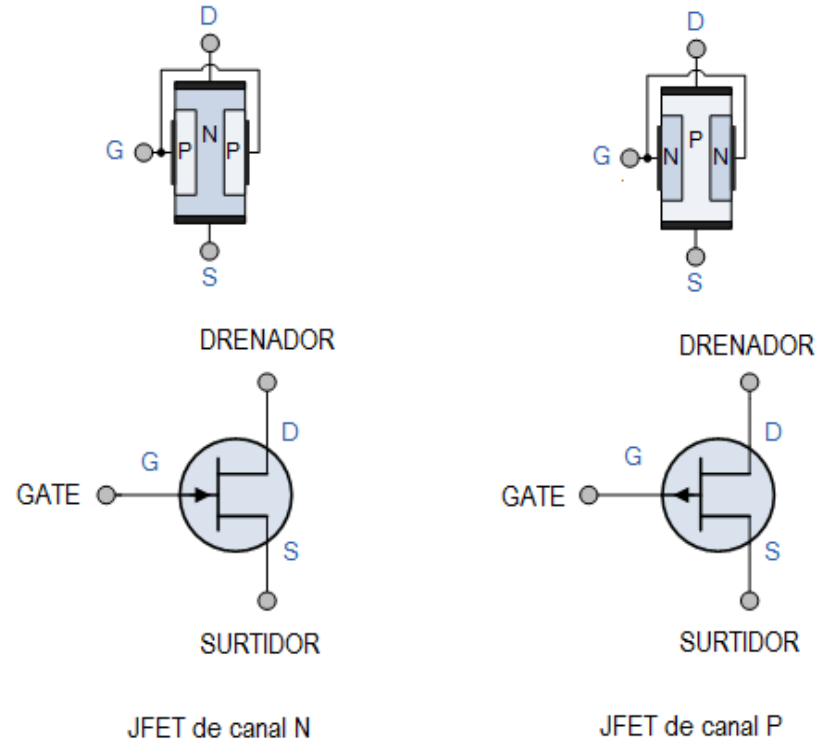 D
G
P
N
P
S
DRENADOR
D
G
GATE
S
SURTIDOR
JFET de canal N
D
G
N
P
N
S
DRENADOR
D
G
GATE
S
SURTIDOR
JFET de canal P